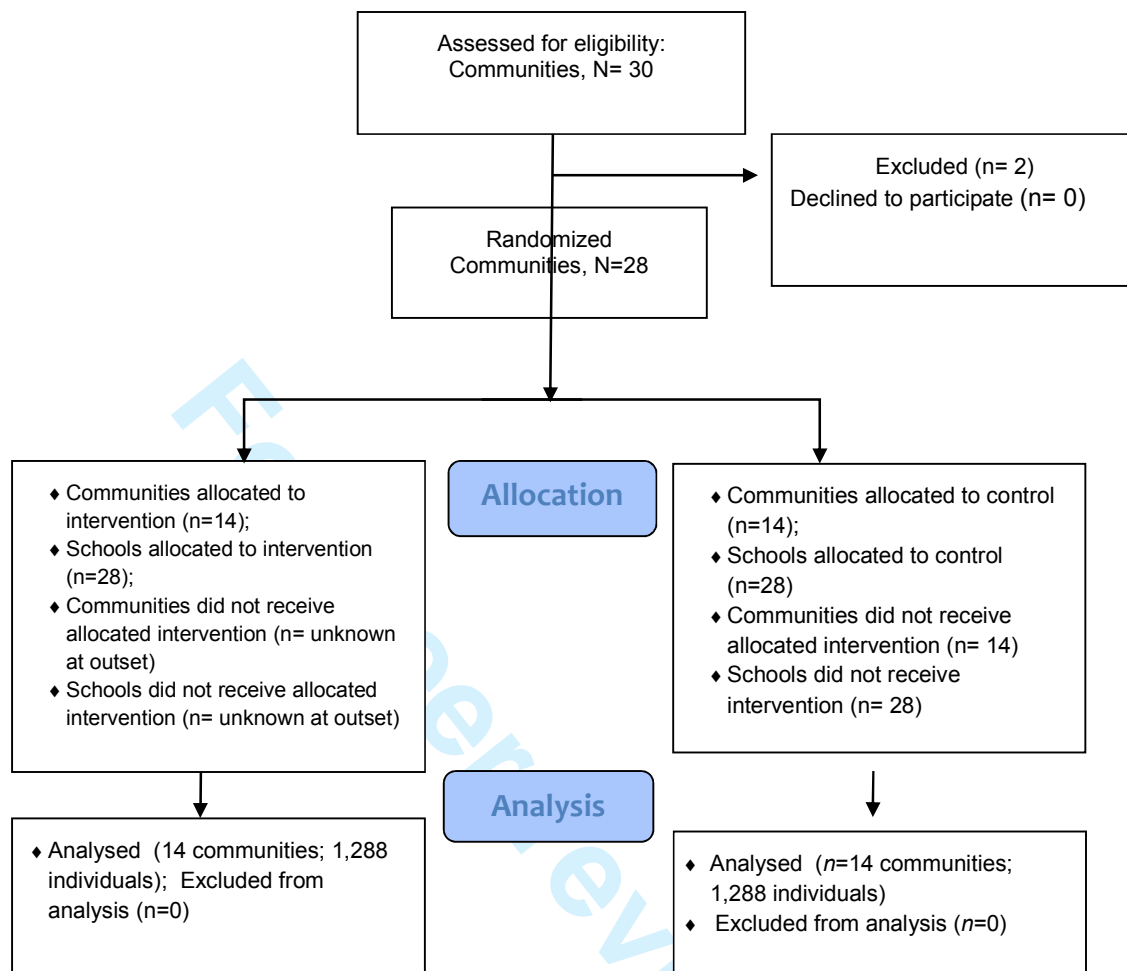 Assessed for eligibility:
Communities, N= 30
Excluded (n= 2)
Declined to participate (n= 0)
Randomized
Communities, N=28
♦ Communities allocated to
intervention (n=14);
♦ Schools allocated to intervention
(n=28);
♦ Communities did not receive
allocated intervention (n= unknown
at outset)
♦ Schools did not receive allocated
intervention (n= unknown at outset)
Allocation
♦ Communities allocated to control
(n=14);
♦ Schools allocated to control
(n=28)
♦ Communities did not receive
allocated intervention (n= 14)
♦ Schools did not receive
intervention (n= 28)
Analysis
♦ Analysed (14 communities; 1,288
individuals); Excluded from
analysis (n=0)
♦ Analysed (n=14 communities;
1,288 individuals)
♦ Excluded from analysis (n=0)